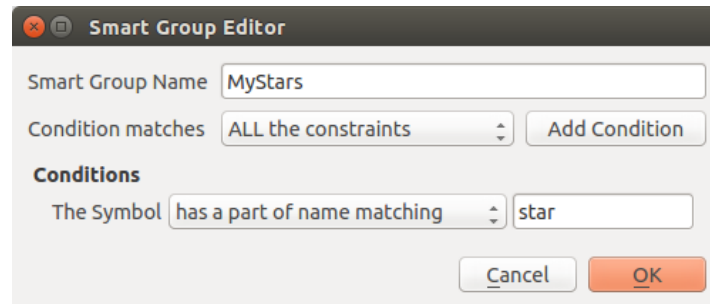 Smart Group Editor
Smart Group Name MyStars
Condition matches ALL the constraints Add Condition
Conditions
The Symbol has a part of name matching star
Cancel OK